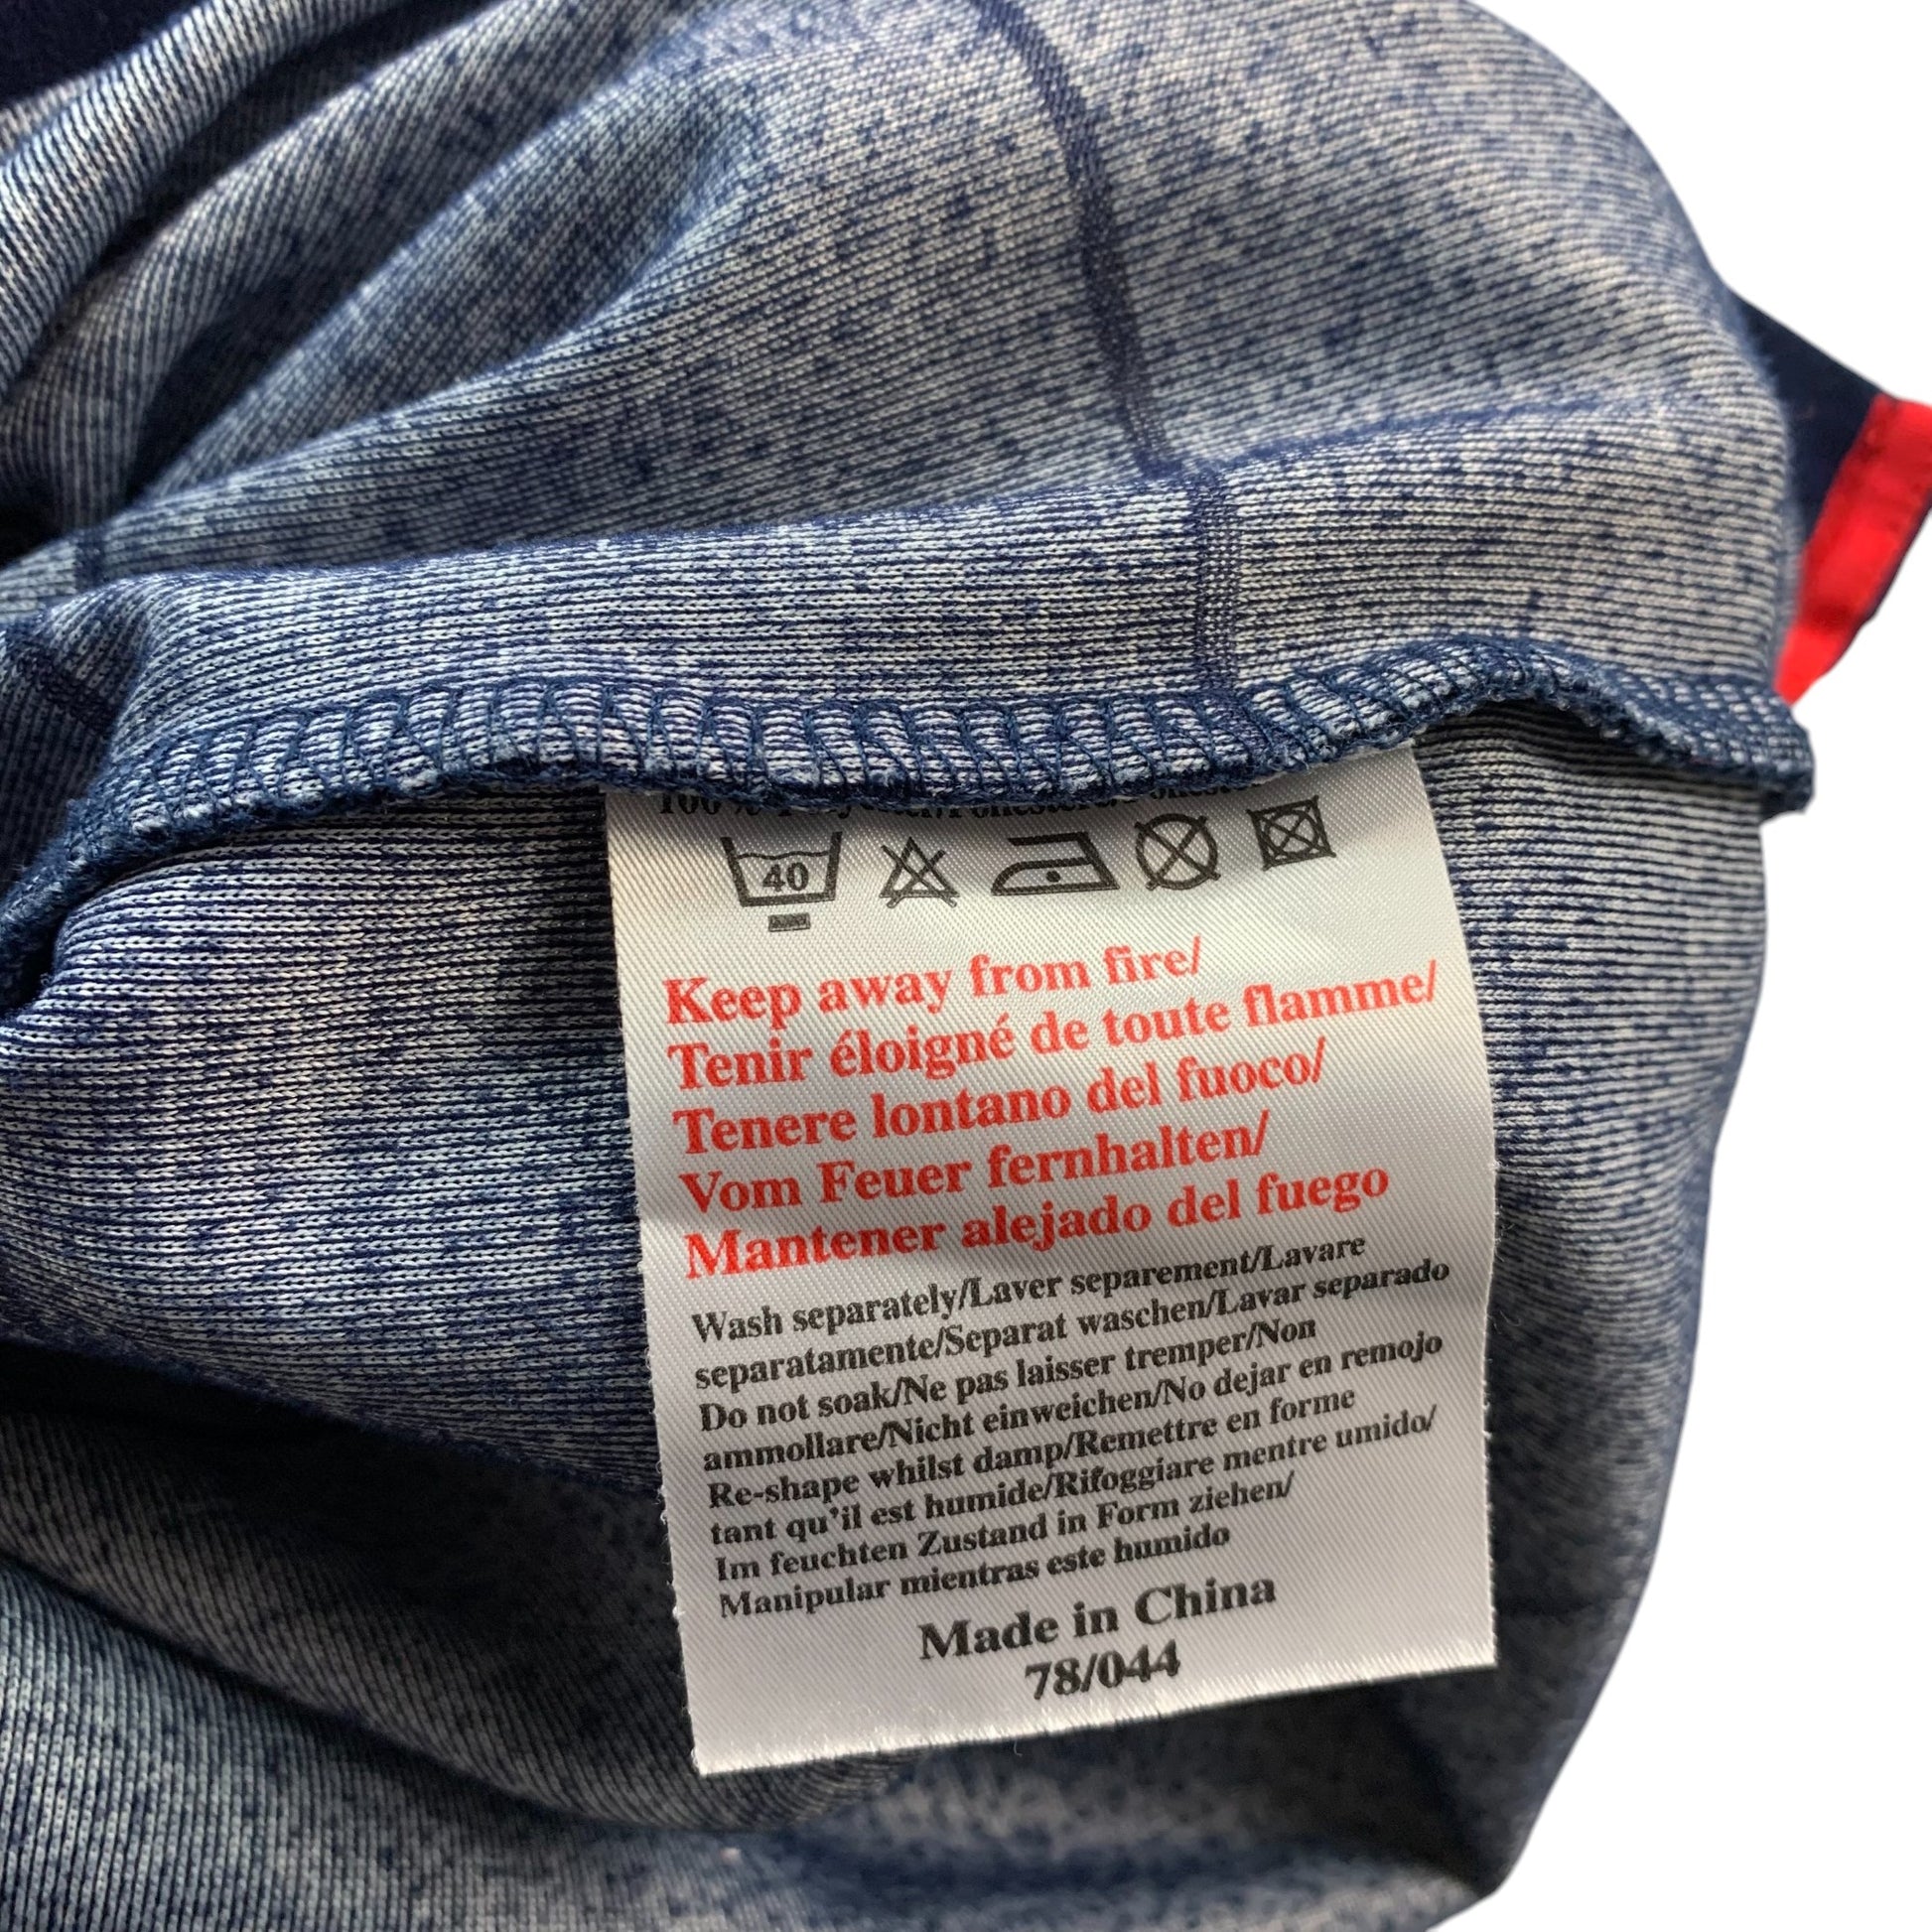 100%
40
Keep away from fire/
Tenir éloigné de toute flamme/
Tenere lontano del fuoco/
Vom Feuer fernhalten/
Mantener alejado del fuego
Wash separately/Laver separement/Lavare
separatamente/Separat waschen/Lavar separado
Do not soak/Ne pas laisser tremper/Non
ammollare/Nicht einweichen/No dejar en remojo
Re-shape whilst damp/Remettre en forme
tant qu'il est humide/Rifoggiare mentre umido/
Im feuchten Zustand in Form ziehen/
Manipular mientras este humido
Made in China
78/044